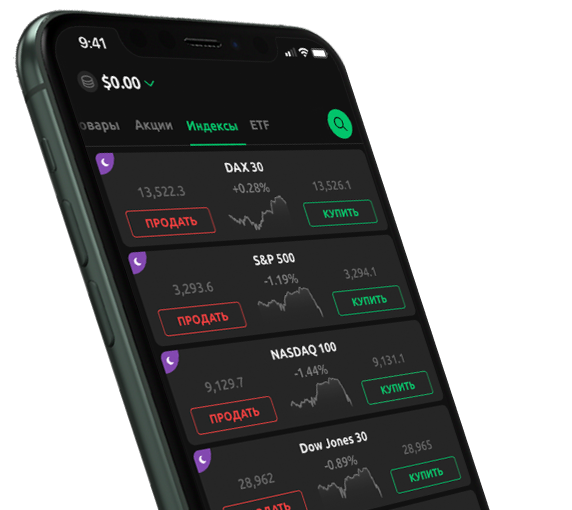 9:41
$0.00
овары Акции Индексы ETF
DAX 30
13,522.3 +0.28% 13,526.1
ПРОДАТЬ КУПИТЬ
S&P 500
3,293.6 -1.19% 3,294.1
ПРОДАТЬ КУПИТЬ
NASDAQ 100
9,129.7 -1.44% 9,131.1
ПРОДАТЬ КУПИТЬ
Dow Jones 30
28,962 -0.89% 28,965
ПРОДАТЬ КУПИТЬ